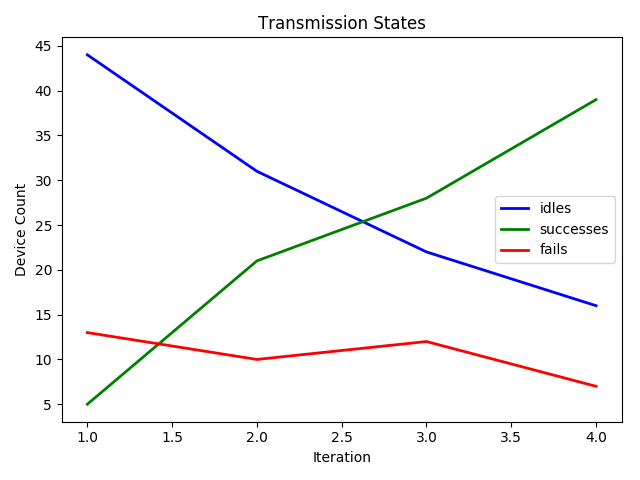 Transmission States
45
40
35
30
25
20
15
10
5
Device Count
idles
successes
fails
1.0 1.5 2.0 2.5 3.0 3.5 4.0
Iteration